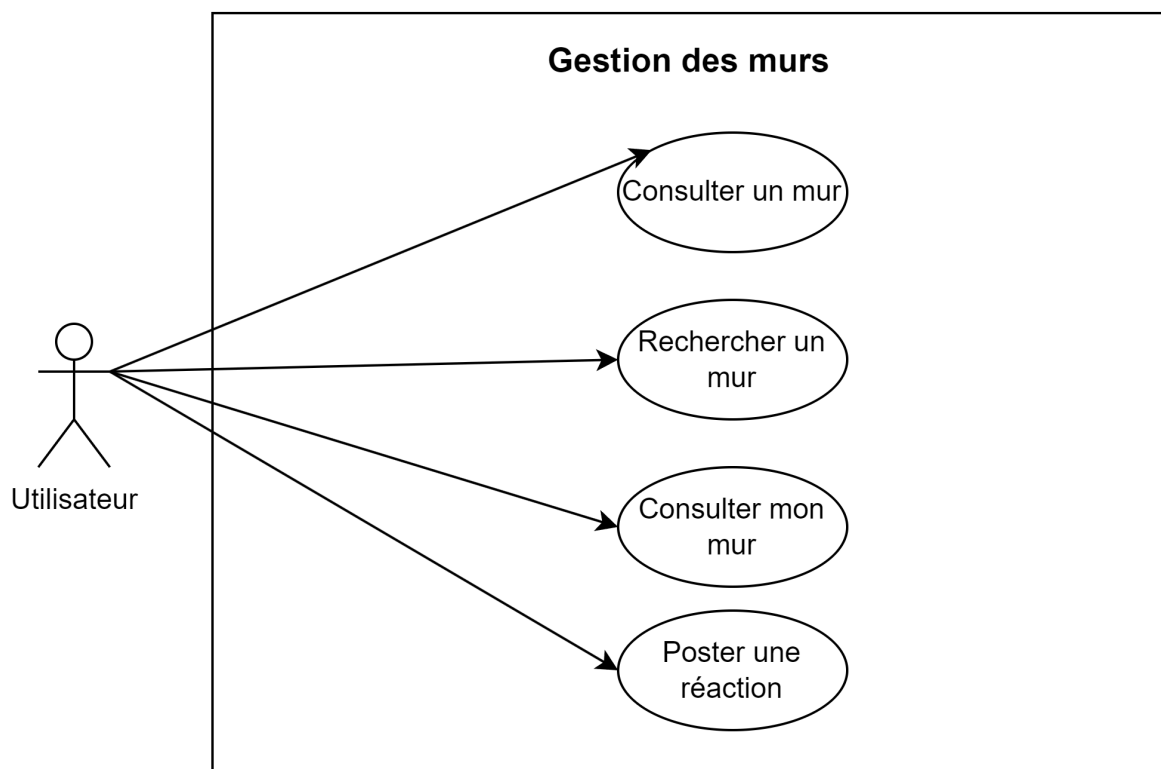 Gestion des murs
Consulter un mur
Rechercher un
mur
Utilisateur
Consulter mon
mur
Poster une
réaction